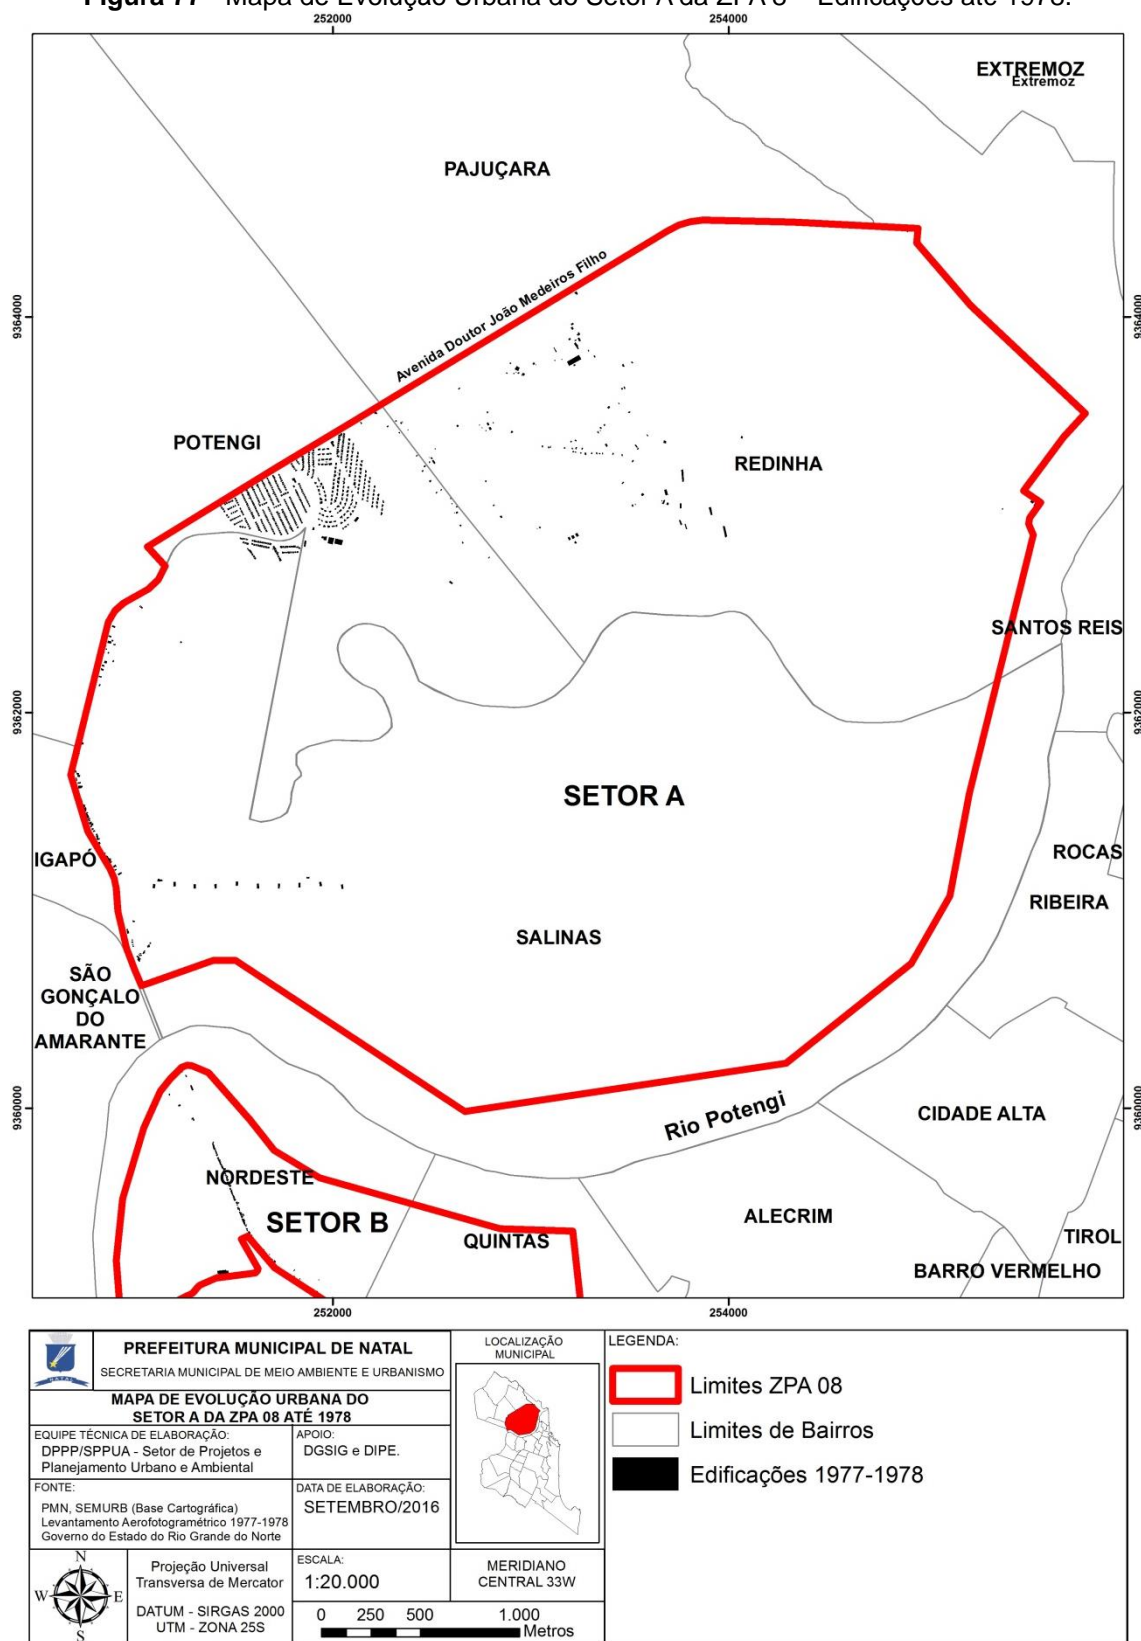 Figura 77 - Mapa de Evolução Urbana do Setor A da ZPA 8 – Edificações até 1978.
252000
254000
EXTREMOZ
Extremoz
PAJUÇARA
Avenida Doutor João Medeiros Filho
9364000
9364000
POTENGI
REDINHA
SANTOS REIS
9362000
9362000
SETOR A
IGAPÓ
ROCAS
RIBEIRA
SALINAS
SÃO
GONÇALO
DO
AMARANTE
9360000
9360000
Rio Potengi
CIDADE ALTA
NORDESTE
SETOR B
QUINTAS
ALECRIM
TIROL
BARRO VERMELHO
252000
254000
NATAL
PREFEITURA MUNICIPAL DE NATAL
SECRETARIA MUNICIPAL DE MEIO AMBIENTE E URBANISMO
MAPA DE EVOLUÇÃO URBANA DO
SETOR A DA ZPA 08 ATÉ 1978
EQUIPE TÉCNICA DE ELABORAÇÃO:
DPPP/SPPUA - Setor de Projetos e
Planejamento Urbano e Ambiental
APOIO:
DGSIG e DIPE.
FONTE:
PMN, SEMURB (Base Cartográfica)
Levantamento Aerofotogramétrico 1977-1978
Governo do Estado do Rio Grande do Norte
DATA DE ELABORAÇÃO:
SETEMBRO/2016
N
W
E
S
Projeção Universal
Transversa de Mercator
DATUM - SIRGAS 2000
UTM - ZONA 25S
ESCALA:
1:20.000
0 250 500 1.000
Metros
LOCALIZAÇÃO
MUNICIPAL
MERIDIANO
CENTRAL 33W
LEGENDA:
Limites ZPA 08
Limites de Bairros
Edificações 1977-1978